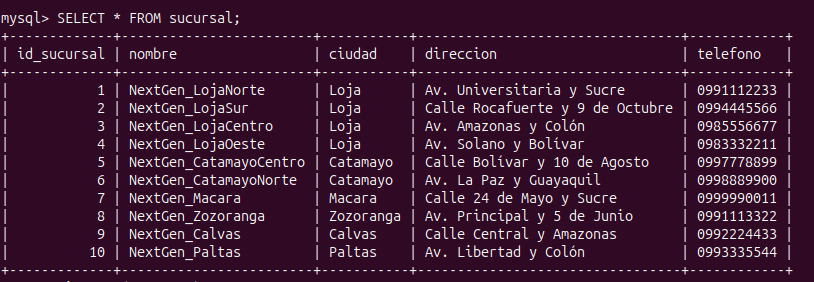 mysql> SELECT * FROM sucursal;
+-------------+------------------------+-----------+--------------------------------+------------+
| id_sucursal | nombre                 | ciudad    | direccion                      | telefono   |
+-------------+------------------------+-----------+--------------------------------+------------+
|           1 | NextGen_LojaNorte      | Loja      | Av. Universitaria y Sucre      | 0991112233 |
|           2 | NextGen_LojaSur        | Loja      | Calle Rocafuerte y 9 de Octubre | 0994445566 |
|           3 | NextGen_LojaCentro     | Loja      | Av. Amazonas y Colón           | 0985556677 |
|           4 | NextGen_LojaOeste      | Loja      | Av. Solano y Bolívar           | 0983332211 |
|           5 | NextGen_CatamayoCentro | Catamayo  | Calle Bolívar y 10 de Agosto   | 0997778899 |
|           6 | NextGen_CatamayoNorte  | Catamayo  | Av. La Paz y Guayaquil         | 0998889900 |
|           7 | NextGen_Macara         | Macara    | Calle 24 de Mayo y Sucre       | 0999990011 |
|           8 | NextGen_Zozoranga      | Zozoranga | Av. Principal y 5 de Junio     | 0991113322 |
|           9 | NextGen_Calvas         | Calvas    | Calle Central y Amazonas       | 0992224433 |
|          10 | NextGen_Paltas         | Paltas    | Av. Libertad y Colón           | 0993335544 |
+-------------+------------------------+-----------+--------------------------------+------------+